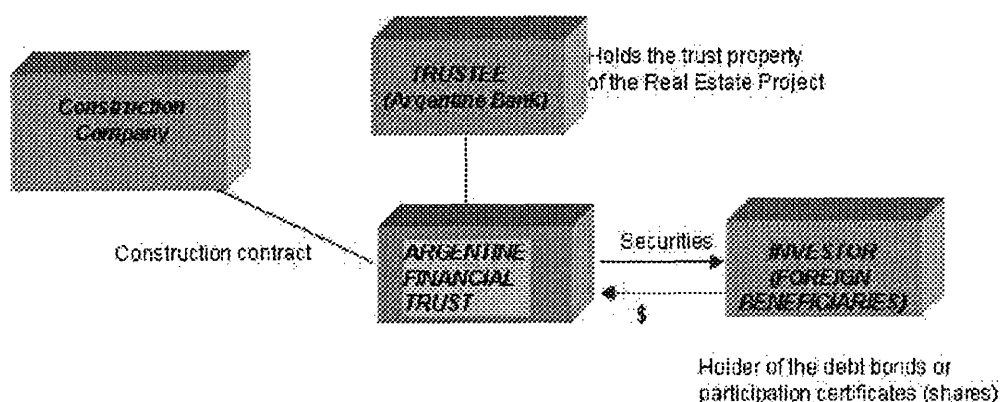 TRUSTEE
(Argentine Bank)
Holds the trust property
of the Real Estate Project
Construction
Company
Construction contract
ARGENTINE
FINANCIAL
TRUST
Securities
$
INVESTOR
(FOREIGN
BENEFICIARIES)
Holder of the debt bonds or
participation certificates (shares)